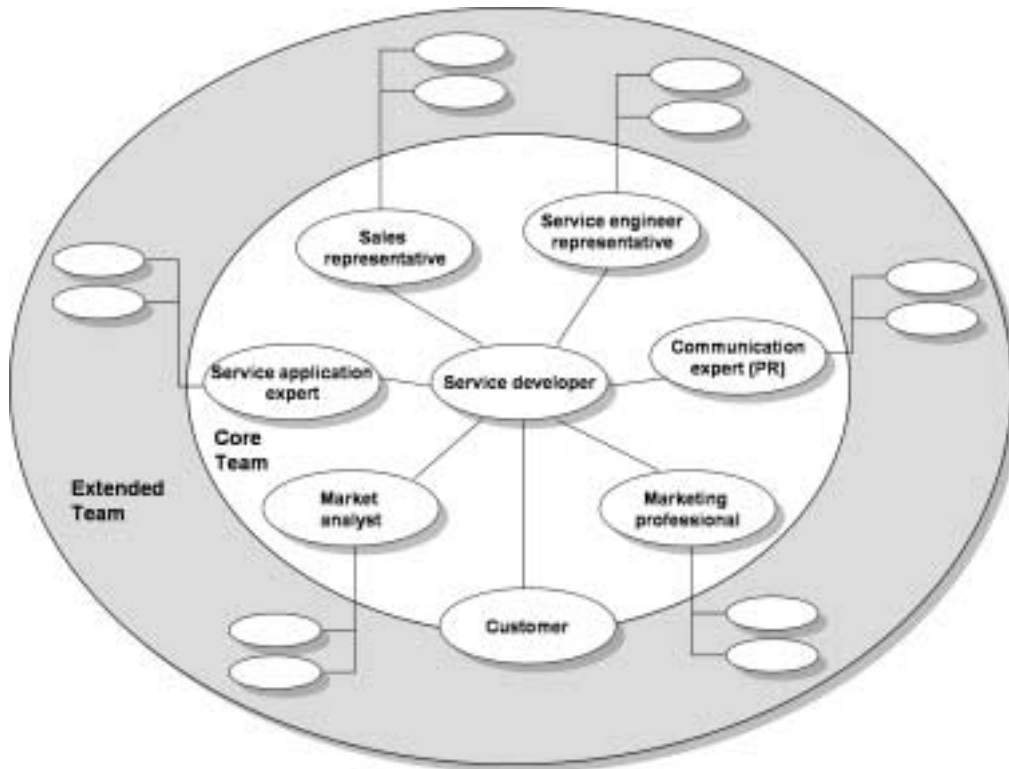 Sales
representative
Service engineer
representative
Service application
expert
Service developer
Communication
expert (PR)
Core
Team
Extended
Team
Market
analyst
Marketing
professional
Customer